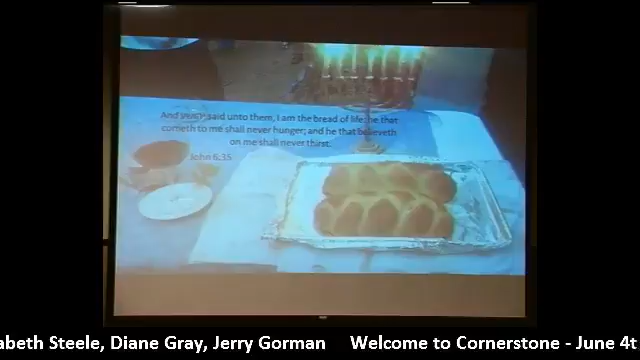 And said unto them, I am the bread of life: he that
cometh to me shall never hunger; and he that believeth
on me shall never thirst.
John 6:35
abeth Steele, Diane Gray, Jerry Gorman Welcome to Cornerstone - June 4t